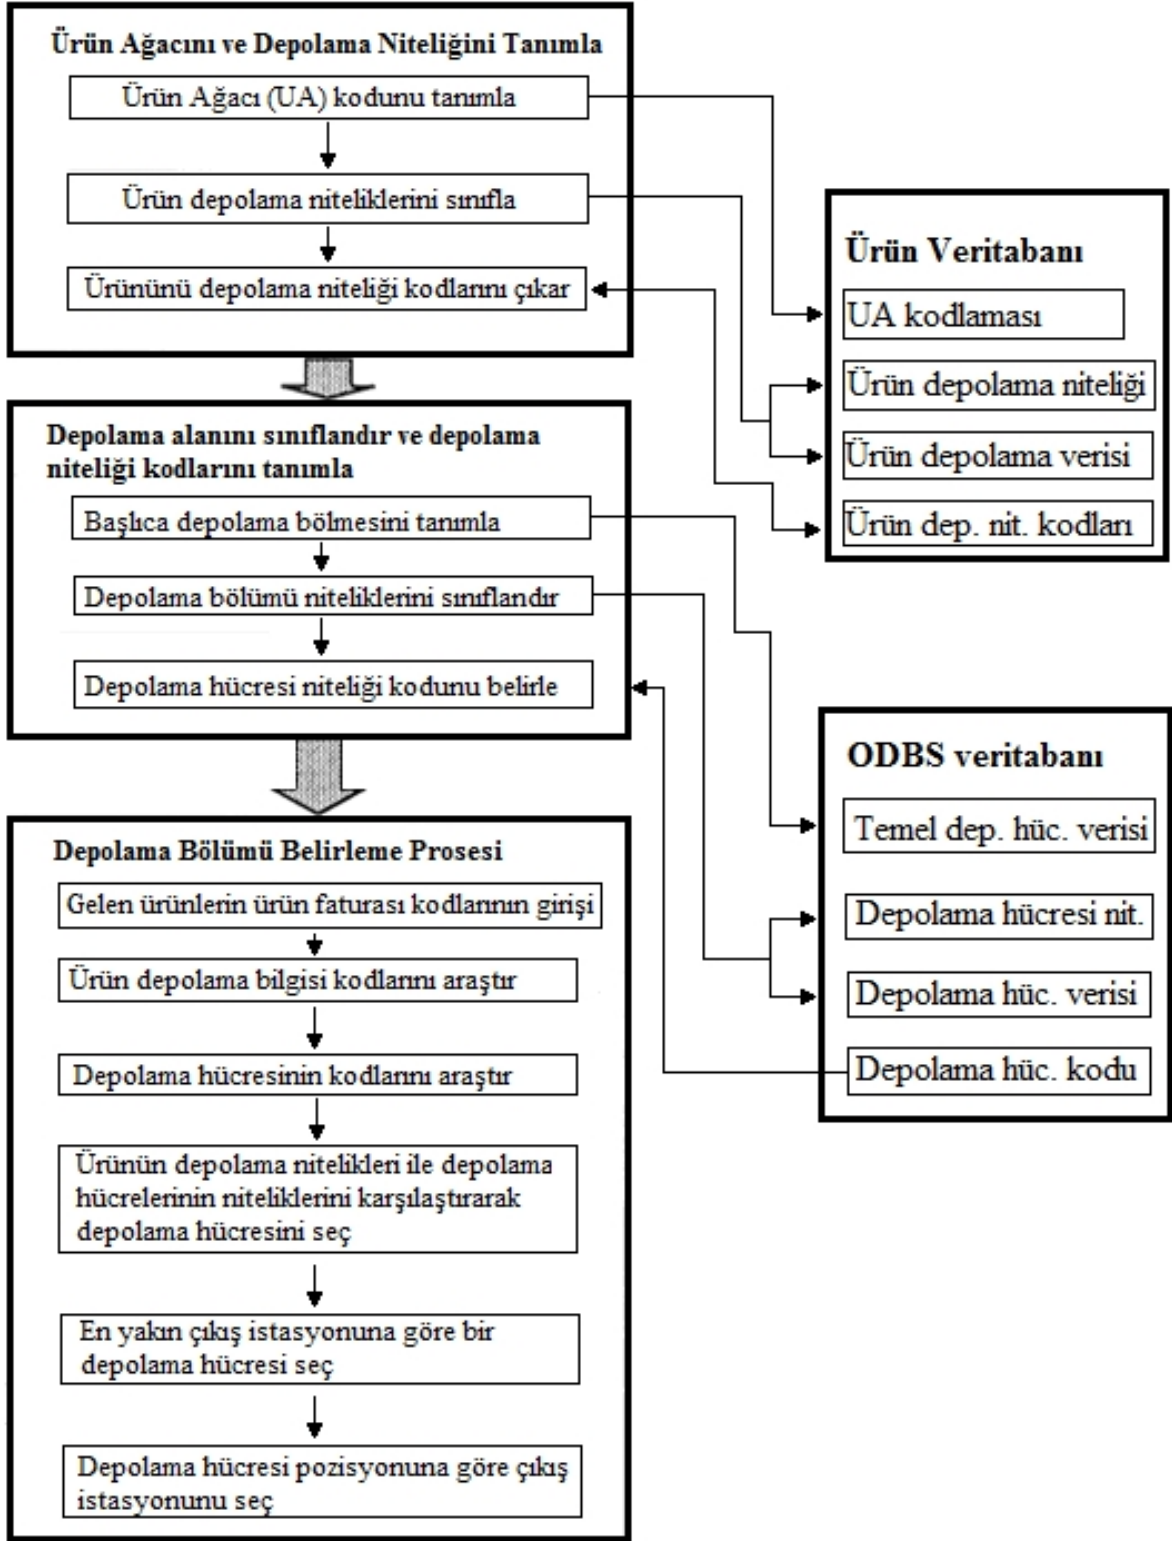 Ürün Ağacını ve Depolama Niteliğini Tanımla
Ürün Ağacı (UA) kodunu tanımla
Ürün depolama niteliklerini sınıfla
Ürününü depolama niteliği kodlarını çıkar
Ürün Veritabanı
UA kodlaması
Ürün depolama niteliği
Ürün depolama verisi
Ürün dep. nit. kodları
Depolama alanını sınıflandır ve depolama
niteliği kodlarını tanımla
Başlıca depolama bölmesini tanımla
Depolama bölümü niteliklerini sınıflandır
Depolama hücresi niteliği kodunu belirle
ODBS veritabanı
Temel dep. hüc. verisi
Depolama hücresi nit.
Depolama hüc. verisi
Depolama hüc. kodu
Depolama Bölümü Belirleme Prosesi
Gelen ürünlerin ürün faturası kodlarının girişi
Ürün depolama bilgisi kodlarını araştır
Depolama hücresinin kodlarını araştır
Ürünün depolama nitelikleri ile depolama
hücrelerinin niteliklerini karşılaştırarak
depolama hücresini seç
En yakın çıkış istasyonuna göre bir
depolama hücresi seç
Depolama hücresi pozisyonuna göre çıkış
istasyonunu seç